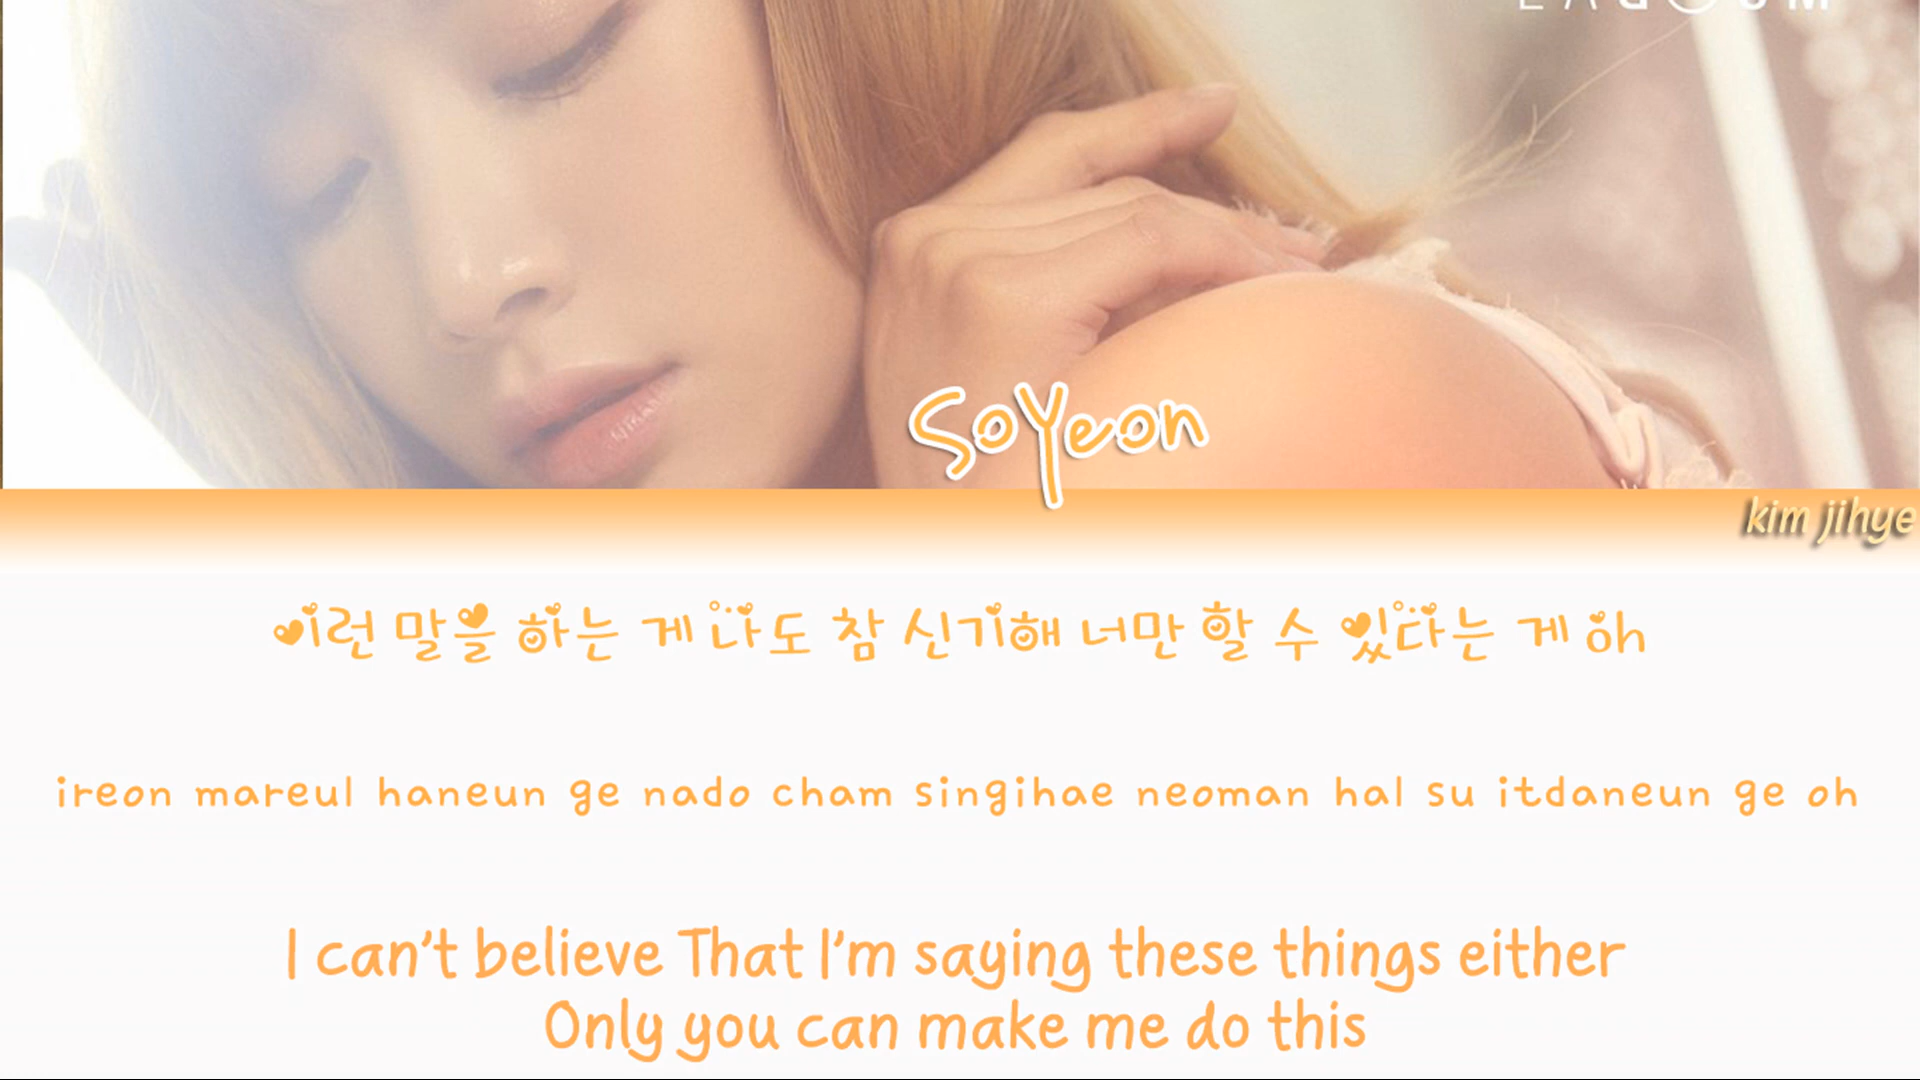 SoYeon
kim jihye
이런 말을 하는 게 나도 참 신기해 너만 할 수 있다는 게 oh
ireon mareul haneun ge nado cham singihae neoman hal su itdaneun ge oh
I can't believe That I'm saying these things either
Only you can make me do this